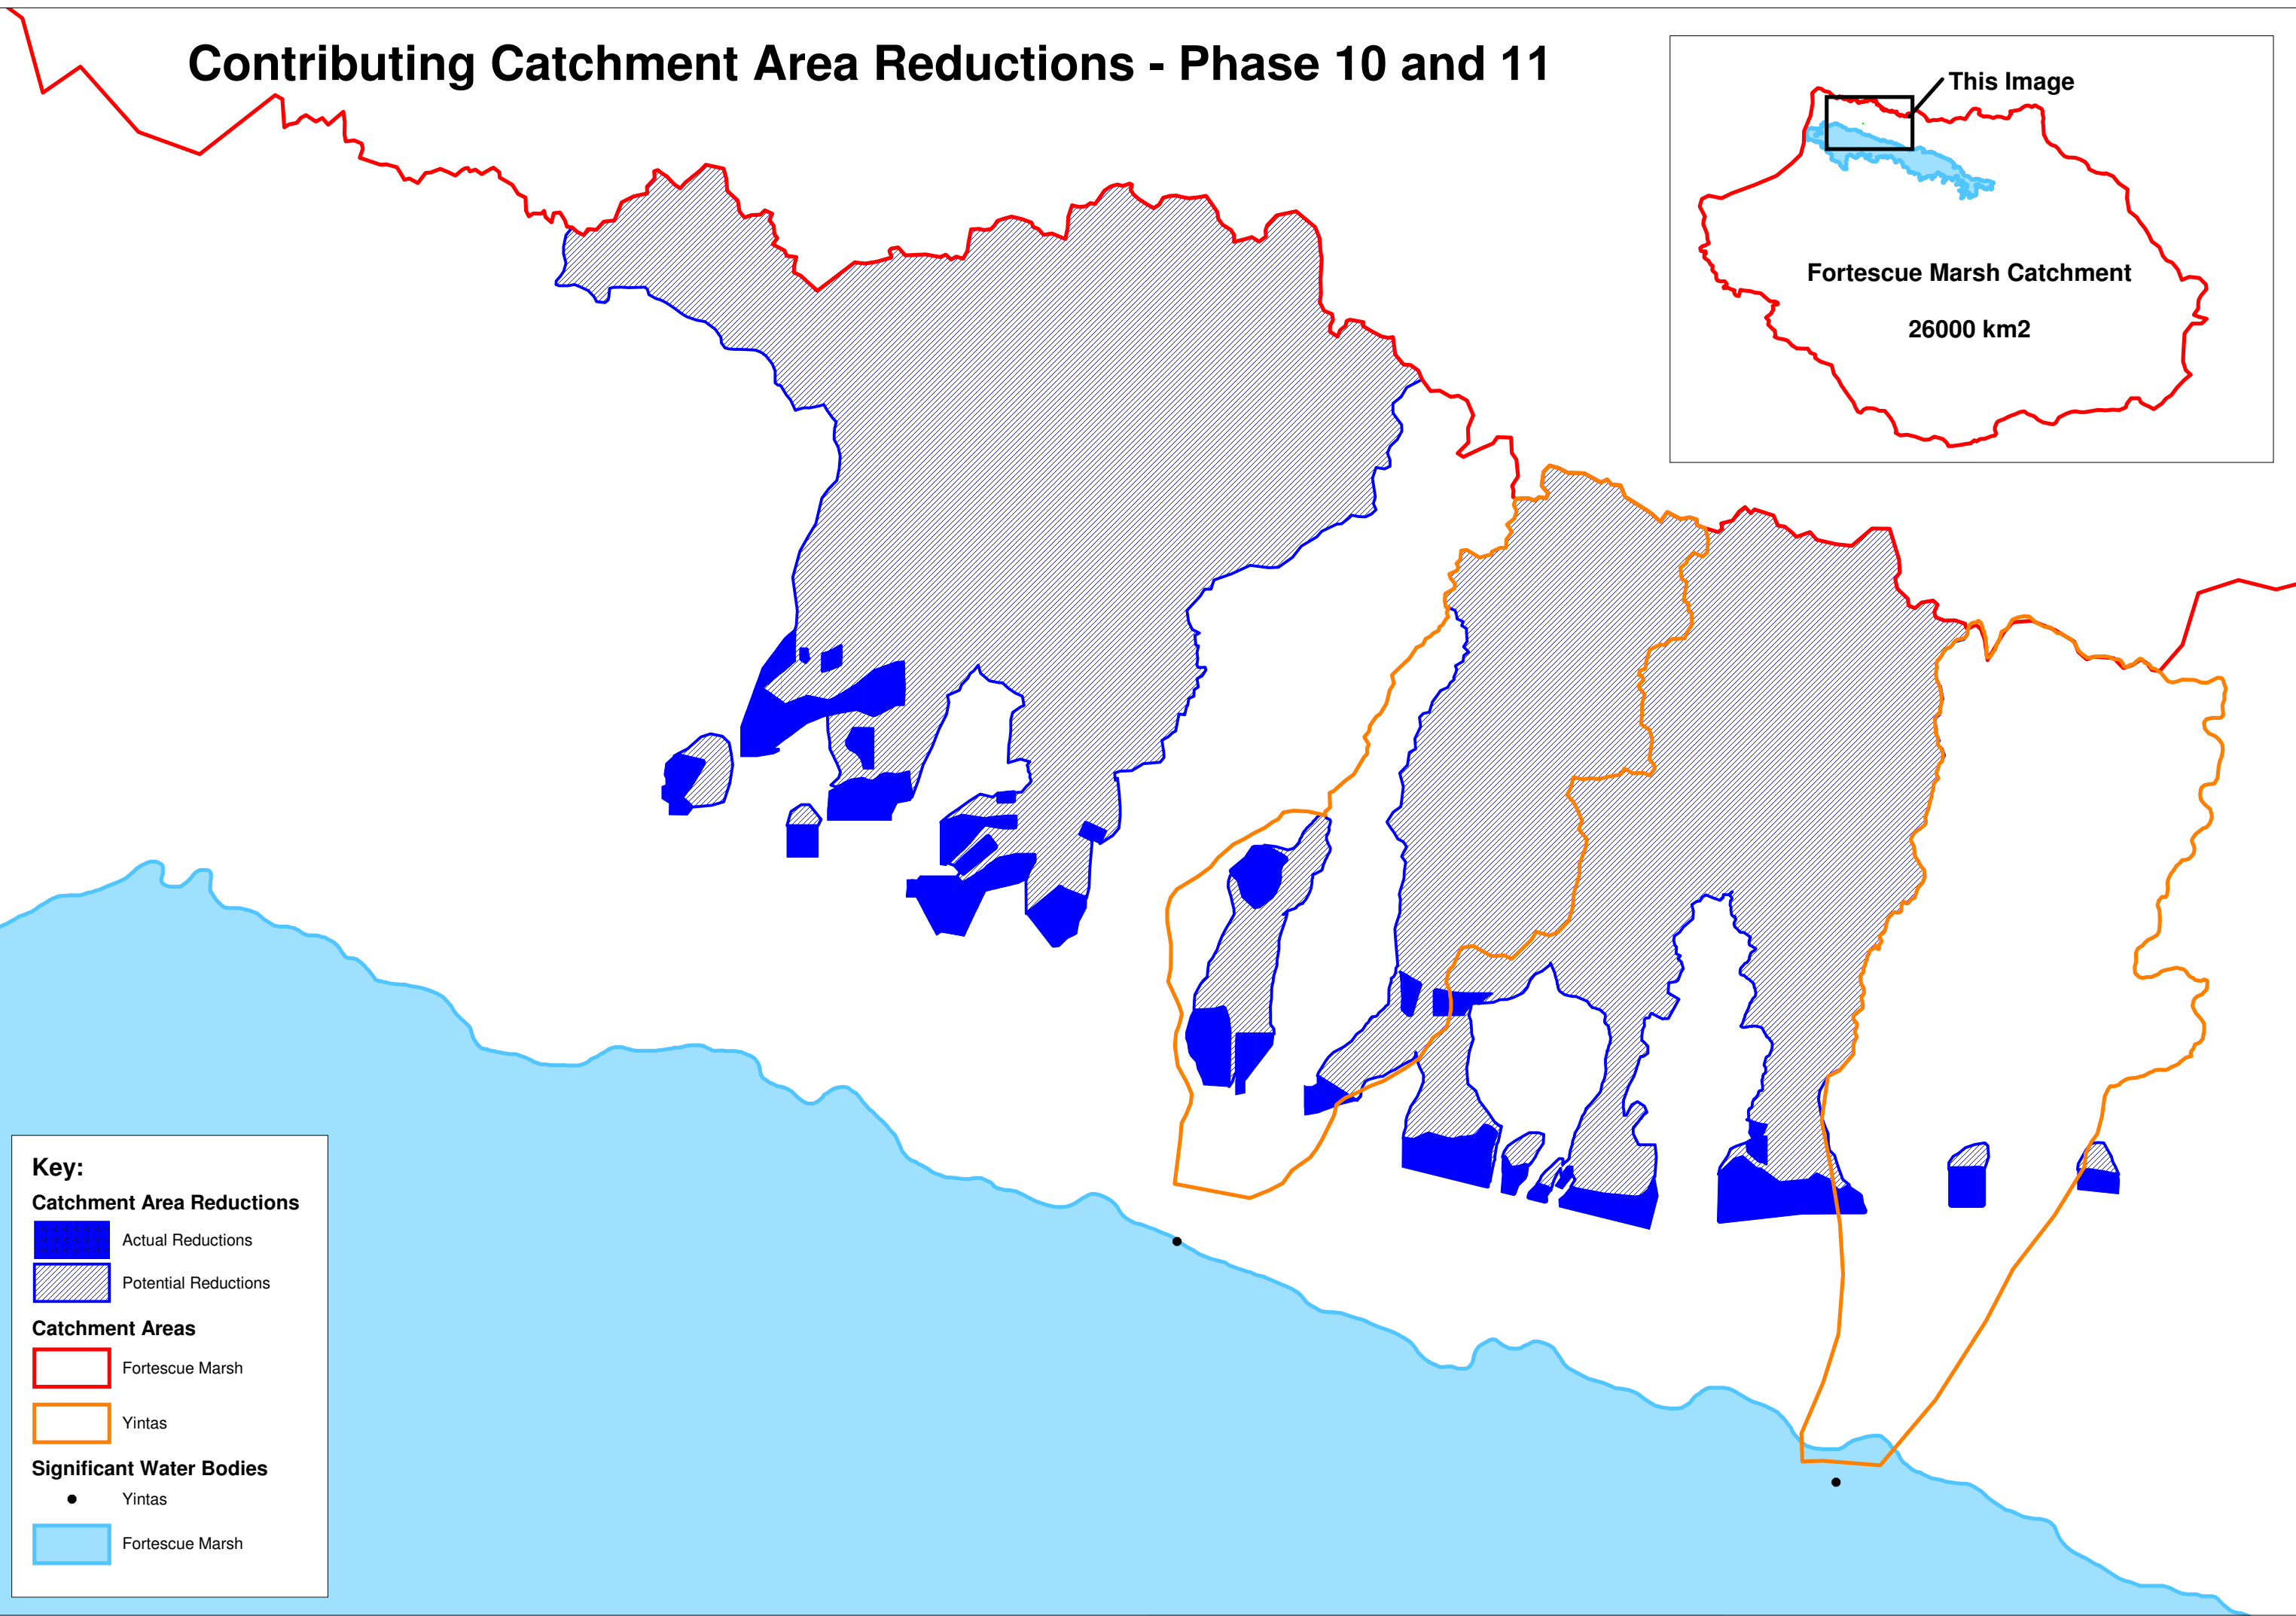 Contributing Catchment Area Reductions - Phase 10 and 11
This Image
Fortescue Marsh Catchment
26000 km2
Key:
Catchment Area Reductions
Actual Reductions
Potential Reductions
Catchment Areas
Fortescue Marsh
Yintas
Significant Water Bodies
Yintas
Fortescue Marsh